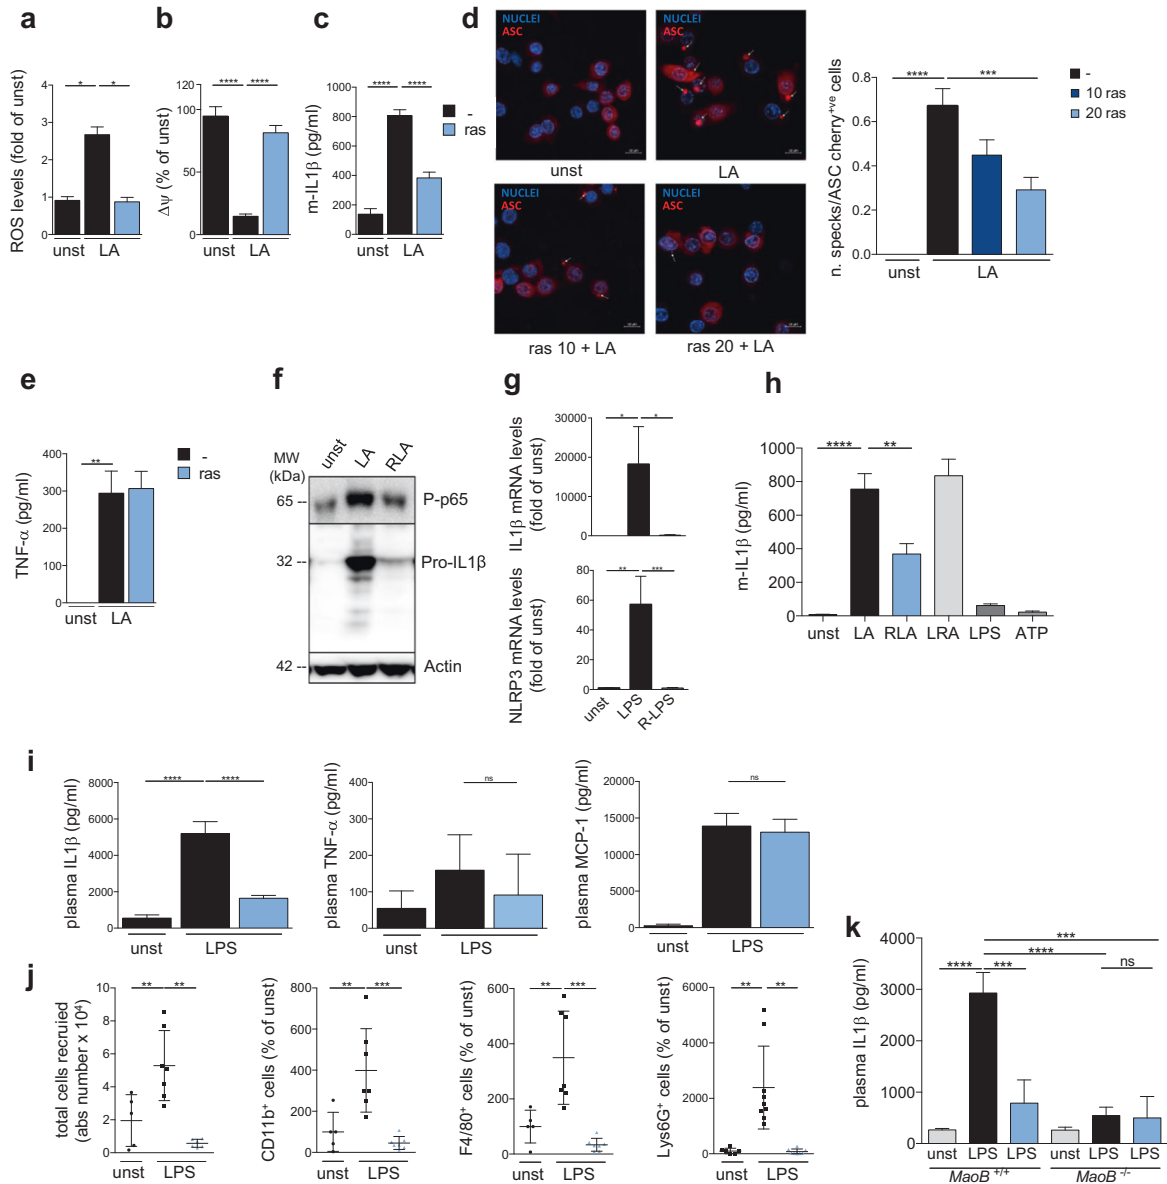 a
ROS levels (fold of unst)
4
3
2
1
0
* *
unst LA
b
Δψ (% of unst)
120
100
50
0
**** ****
unst LA
c
m-IL1β (pg/ml)
1000
800
600
400
200
0
**** ****
unst LA
-
ras
d
NUCLEI
ASC
unst
NUCLEI
ASC
LA
NUCLEI
ASC
ras 10 + LA
NUCLEI
ASC
ras 20 + LA
n. specks/ASC cherry+ve cells
0.8
0.6
0.4
0.2
0.0
**** ***
unst LA
-
10 ras
20 ras
e
TNF-α (pg/ml)
400
300
200
100
0
**
unst LA
-
ras
f
MW
(kDa)
unst LA RLA
65 -- P-p65
32 -- Pro-IL1β
42 -- Actin
g
IL1β mRNA levels
(fold of unst)
30000
20000
10000
0
* *
NLRP3 mRNA levels
(fold of unst)
80
60
40
20
0
** ***
unst LPS R-LPS
h
m-IL1β (pg/ml)
1000
800
600
400
200
0
**** **
unst LA RLA LRA LPS ATP
i
plasma IL1β (pg/ml)
8000
6000
4000
2000
0
**** ****
unst LPS
plasma TNF-α (pg/ml)
400
300
200
100
0
ns
unst LPS
plasma MCP-1 (pg/ml)
20000
15000
10000
5000
0
ns
unst LPS
j
total cells recruied
(abs number x 10⁴)
10
8
6
4
2
0
** **
unst LPS
CD11b⁺ cells (% of unst)
800
600
400
200
0
** ***
unst LPS
F4/80⁺ cells (% of unst)
600
400
200
0
** ***
unst LPS
Lys6G⁺ cells (% of unst)
6000
4000
2000
0
** **
unst LPS
k
plasma IL1β (pg/ml)
4000
3000
2000
1000
0
***
****
**** *** ns
unst LPS LPS unst LPS LPS
MaoB +/+ MaoB -/-